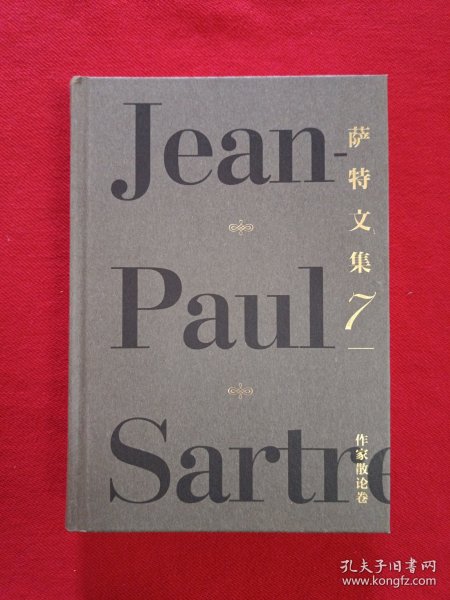 Jean-
Paul
Sartre
萨特文集7
作家散论卷
孔夫子旧书网
www.kongfz.com